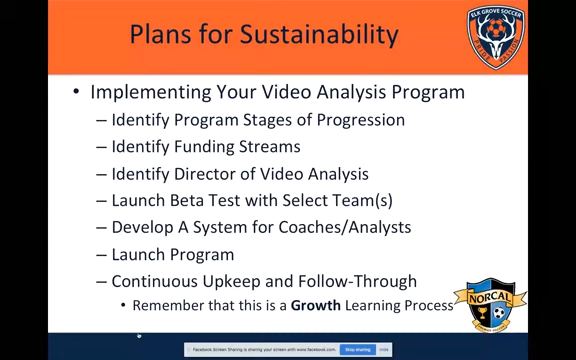 Plans for Sustainability
ELK GROVE SOCCER
• Implementing Your Video Analysis Program
– Identify Program Stages of Progression
– Identify Funding Streams
– Identify Director of Video Analysis
– Launch Beta Test with Select Team(s)
– Develop A System for Coaches/Analysts
– Launch Program
– Continuous Upkeep and Follow-Through
• Remember that this is a Growth Learning Process
NORCAL
Facebook Screen Sharing is sharing your screen with www.facebook.com.
Stop sharing
Hide